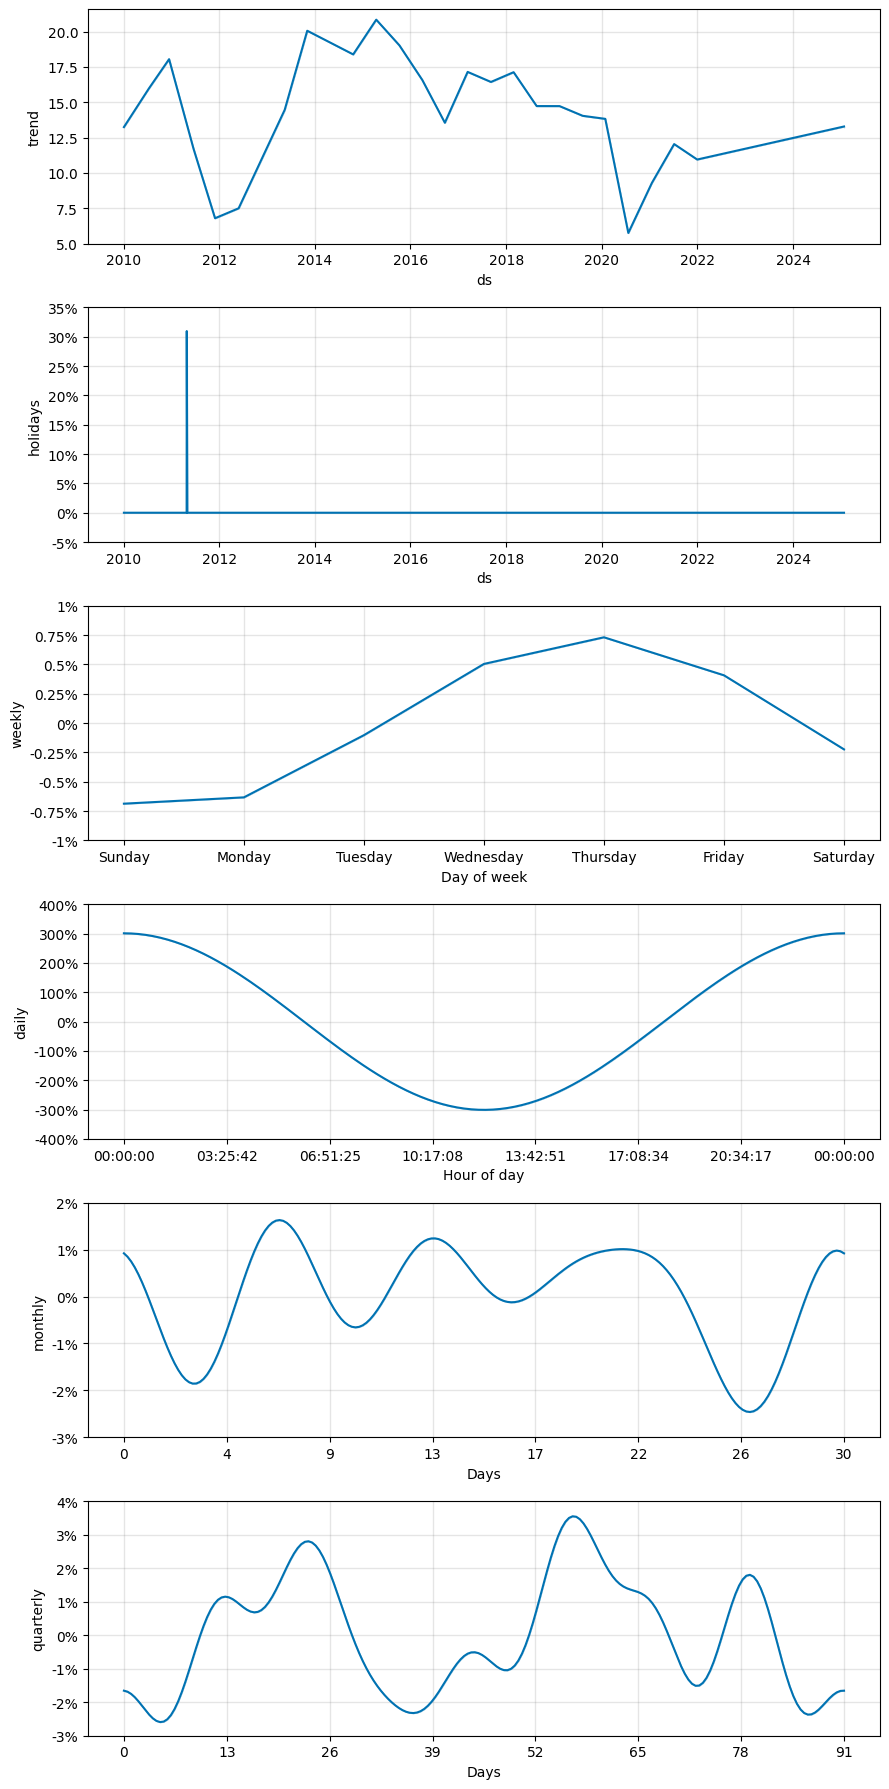 20.0
17.5
15.0
12.5
10.0
7.5
5.0
trend
2010 2012 2014 2016 2018 2020 2022 2024
ds
35%
30%
25%
20%
15%
10%
5%
0%
-5%
holidays
2010 2012 2014 2016 2018 2020 2022 2024
ds
1%
0.75%
0.5%
0.25%
0%
-0.25%
-0.5%
-0.75%
-1%
weekly
Sunday Monday Tuesday Wednesday Thursday Friday Saturday
Day of week
400%
300%
200%
100%
0%
-100%
-200%
-300%
-400%
daily
00:00:00 03:25:42 06:51:25 10:17:08 13:42:51 17:08:34 20:34:17 00:00:00
Hour of day
2%
1%
0%
-1%
-2%
-3%
monthly
0 4 9 13 17 22 26 30
Days
4%
3%
2%
1%
0%
-1%
-2%
-3%
quarterly
0 13 26 39 52 65 78 91
Days